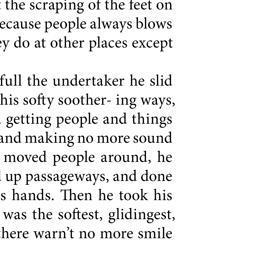 the scraping of the feet on
ecause people always blows
ey do at other places except
full the undertaker he slid
his softy soother- ing ways,
getting people and things
and making no more sound
moved people around, he
up passageways, and done
s hands. Then he took his
was the softest, glidingest,
there warn't no more smile